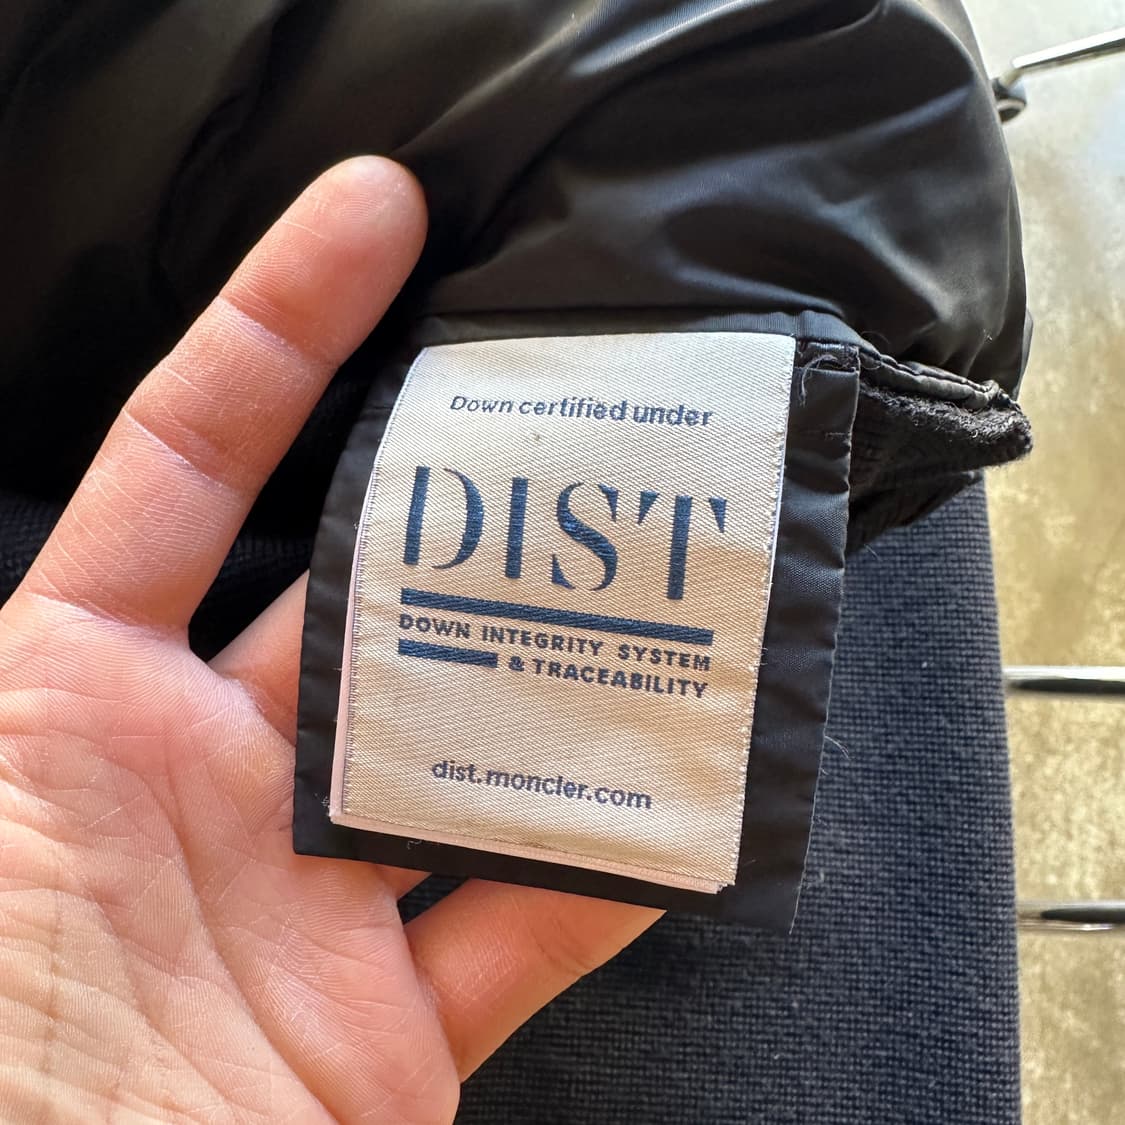 Down certified under
DIST
DOWN INTEGRITY SYSTEM
& TRACEABILITY
dist.moncler.com